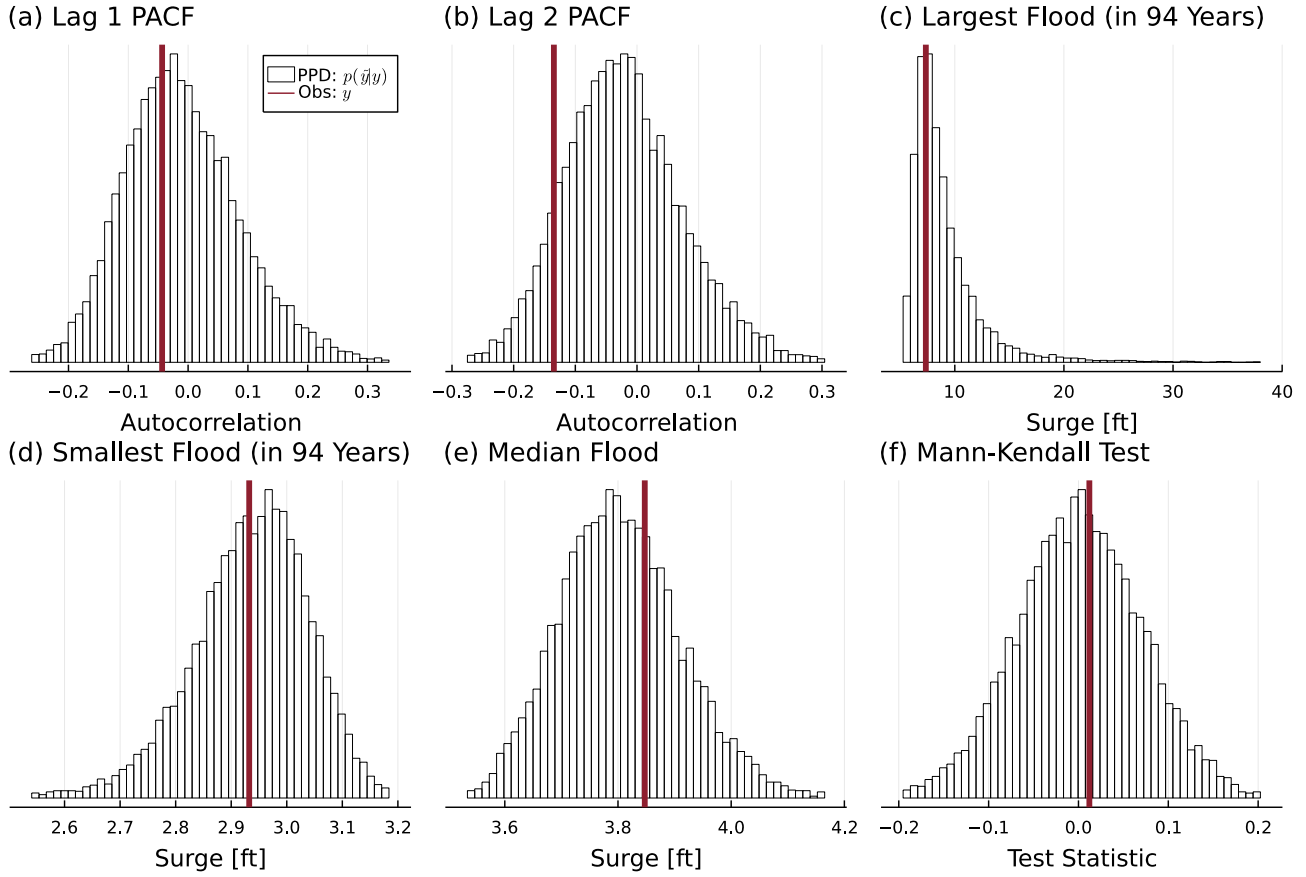 (a) Lag 1 PACF
PPD: p(ỹ|y)
Obs: y
−0.2 −0.1 0.0 0.1 0.2 0.3
Autocorrelation
(b) Lag 2 PACF
−0.3 −0.2 −0.1 0.0 0.1 0.2 0.3
Autocorrelation
(c) Largest Flood (in 94 Years)
10 20 30 40
Surge [ft]
(d) Smallest Flood (in 94 Years)
2.6 2.7 2.8 2.9 3.0 3.1 3.2
Surge [ft]
(e) Median Flood
3.6 3.8 4.0 4.2
Surge [ft]
(f) Mann-Kendall Test
−0.2 −0.1 0.0 0.1 0.2
Test Statistic